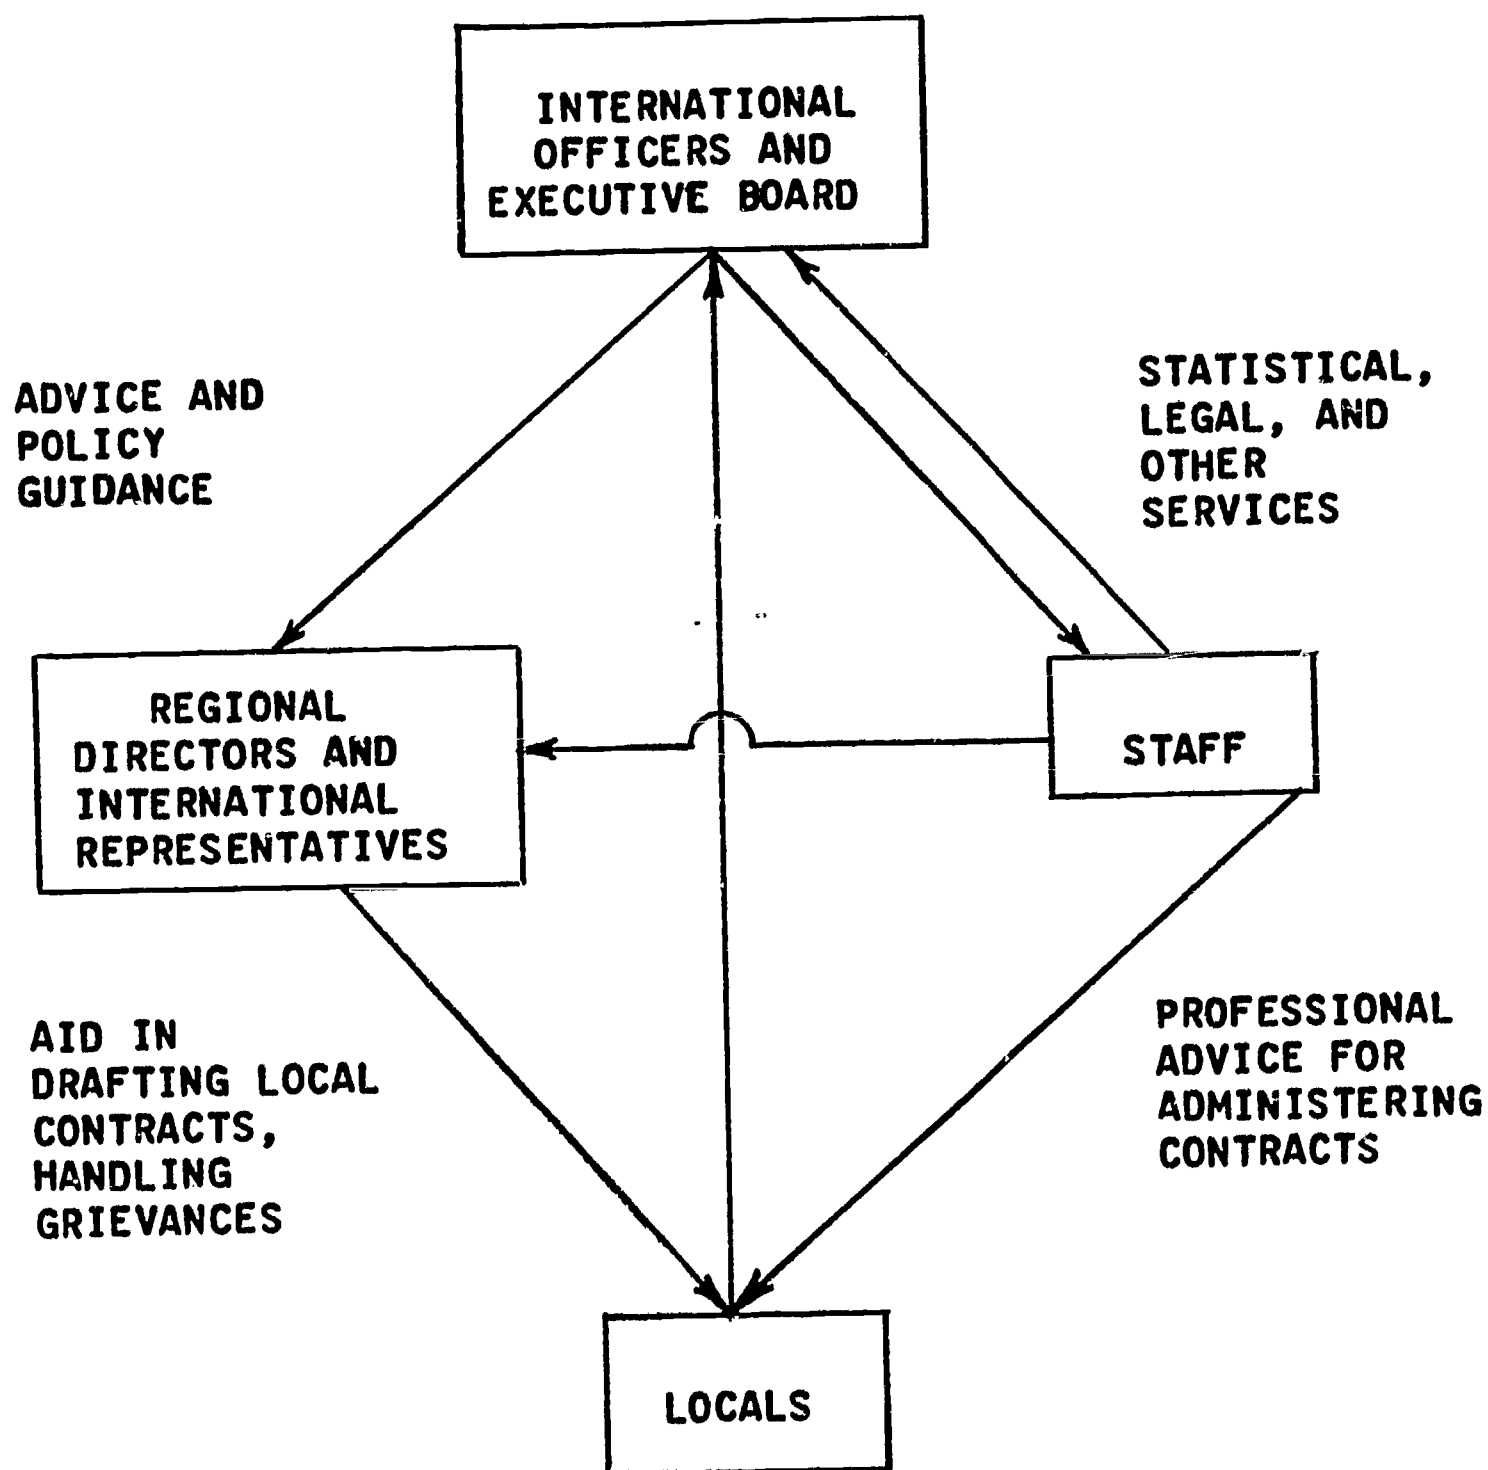 INTERNATIONAL
OFFICERS AND
EXECUTIVE BOARD
ADVICE AND
POLICY
GUIDANCE
STATISTICAL,
LEGAL, AND
OTHER
SERVICES
REGIONAL
DIRECTORS AND
INTERNATIONAL
REPRESENTATIVES
STAFF
AID IN
DRAFTING LOCAL
CONTRACTS,
HANDLING
GRIEVANCES
PROFESSIONAL
ADVICE FOR
ADMINISTERING
CONTRACTS
LOCALS